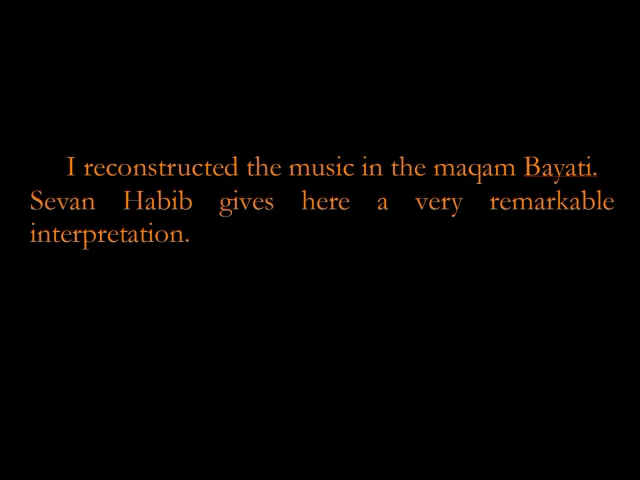 I reconstructed the music in the maqam Bayati.
Sevan Habib gives here a very remarkable
interpretation.